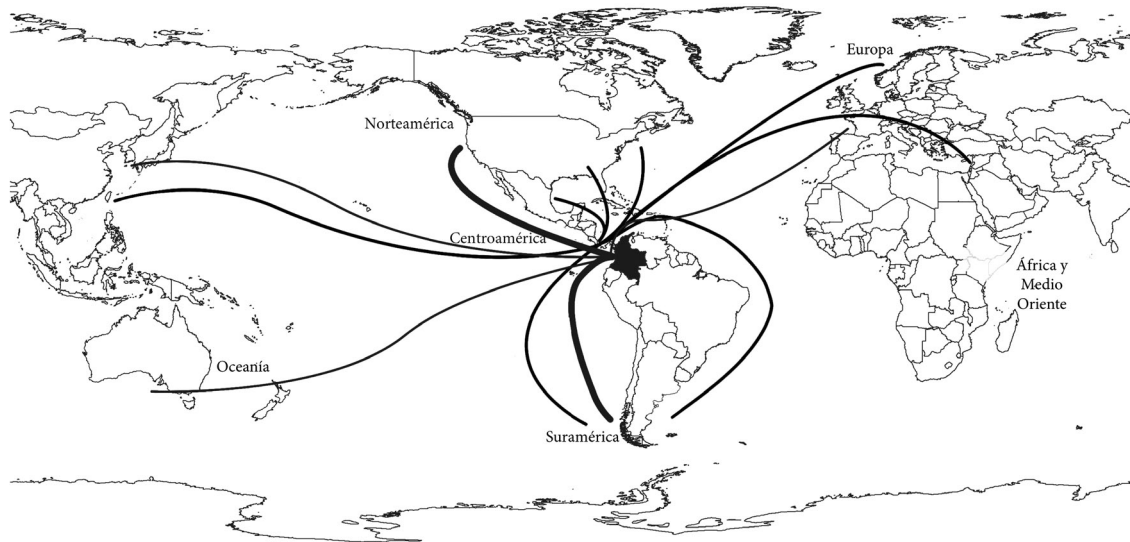 Europa
Norteamérica
Centroamérica
África y
Medio
Oriente
Oceanía
Suramérica